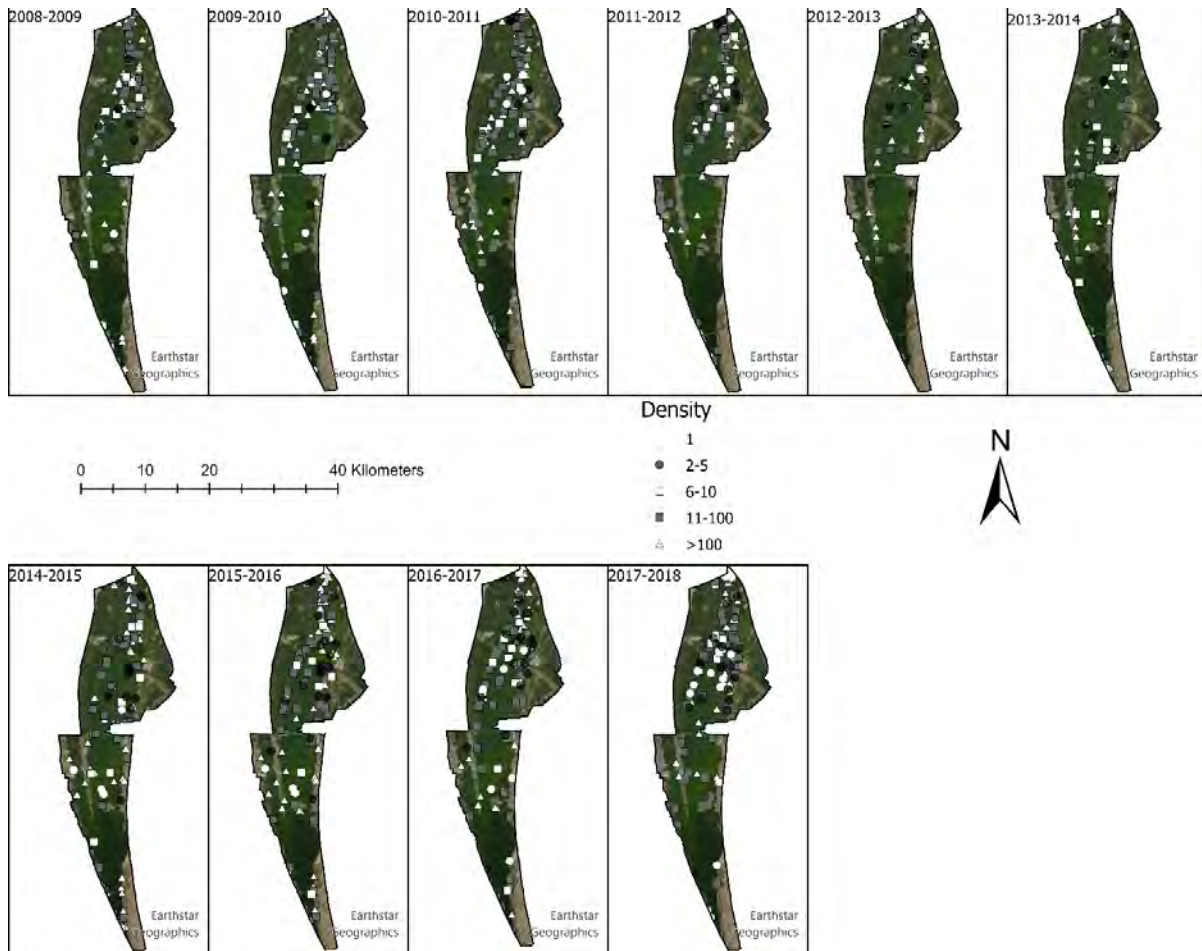 2008-2009
2009-2010
2010-2011
2011-2012
2012-2013
2013-2014
Earthstar
Geographics
Earthstar
Geographics
Earthstar
Geographics
Earthstar
Geographics
Earthstar
Geographics
Earthstar
Geographics
Density
1
2-5
6-10
11-100
>100
0 10 20 40 Kilometers
N
2014-2015
2015-2016
2016-2017
2017-2018
Earthstar
Geographics
Earthstar
Geographics
Earthstar
Geographics
Earthstar
Geographics